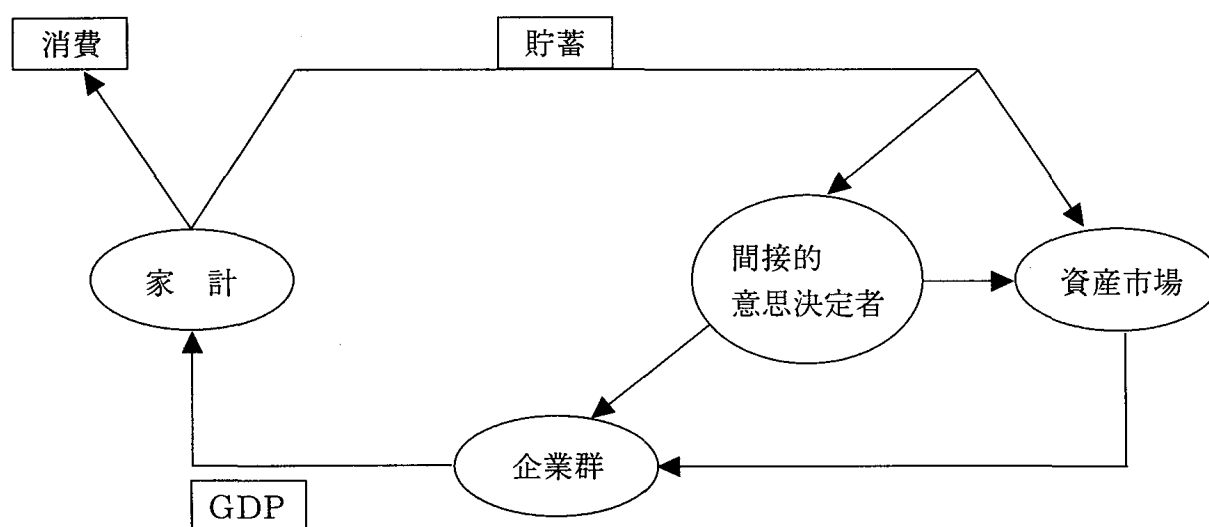 消費
貯蓄
間接的
意思決定者
資産市場
家 計
企業群
GDP